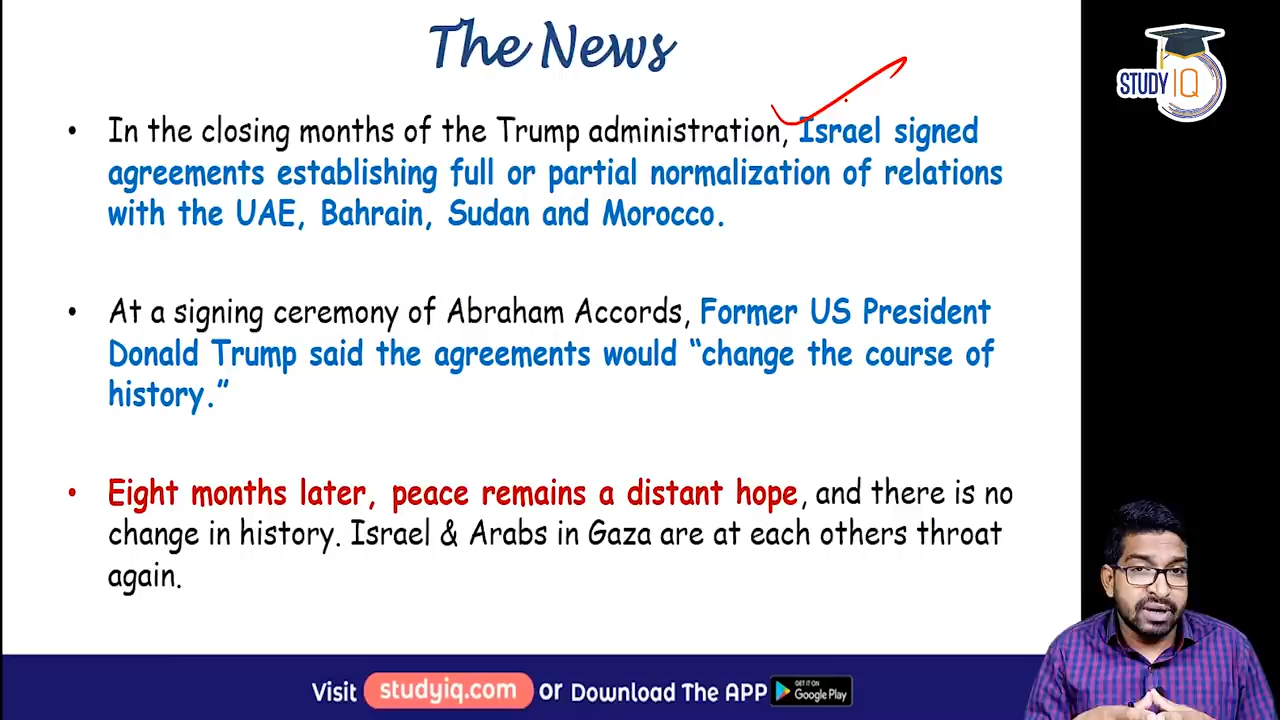 The News
STUDY IQ
• In the closing months of the Trump administration, Israel signed
agreements establishing full or partial normalization of relations
with the UAE, Bahrain, Sudan and Morocco.
• At a signing ceremony of Abraham Accords, Former US President
Donald Trump said the agreements would “change the course of
history.”
• Eight months later, peace remains a distant hope, and there is no
change in history. Israel & Arabs in Gaza are at each others throat
again.
Visit studyiq.com or Download The APP GET IT ON Google Play